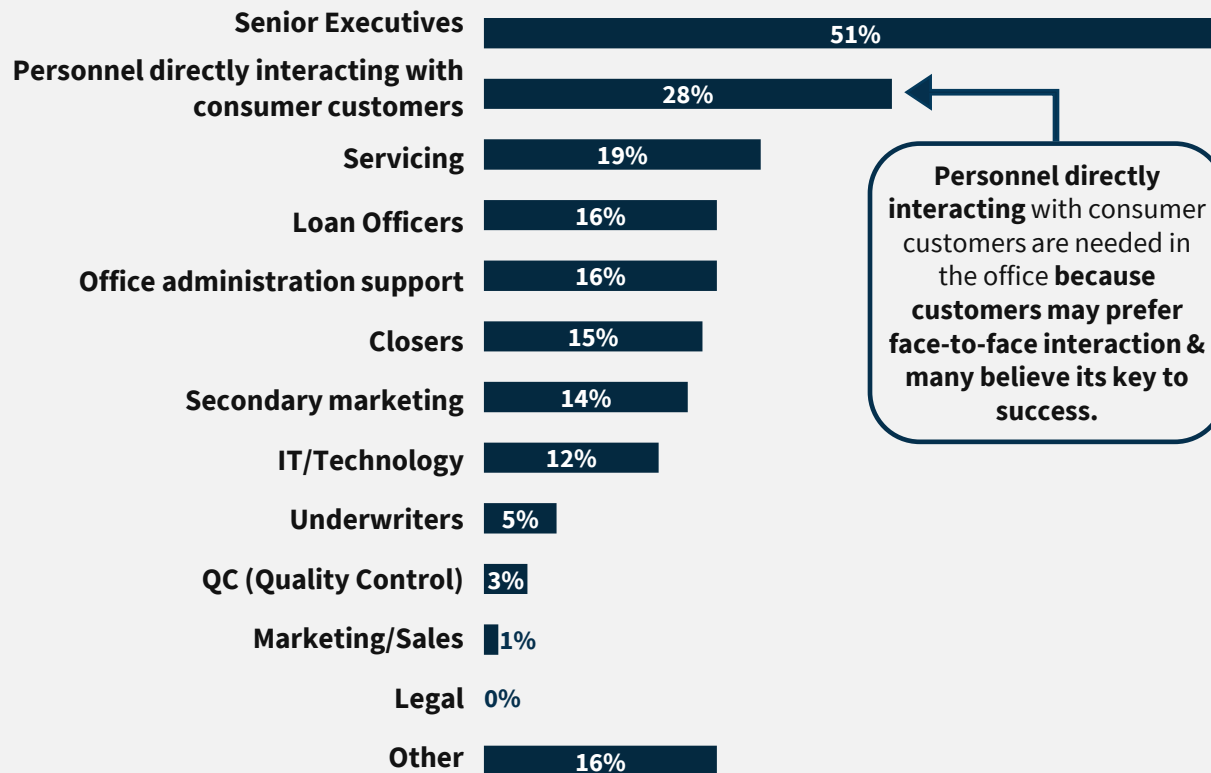 Senior Executives
51%
Personnel directly interacting with
consumer customers
28%
Servicing
19%
Loan Officers
16%
Office administration support
16%
Closers
15%
Secondary marketing
14%
IT/Technology
12%
Underwriters
5%
QC (Quality Control)
3%
Marketing/Sales
1%
Legal
0%
Other
16%
Personnel directly
interacting with consumer
customers are needed in
the office because
customers may prefer
face-to-face interaction &
many believe its key to
success.